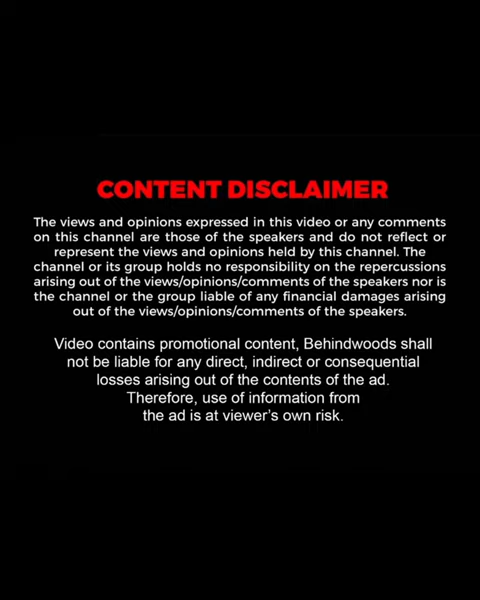 CONTENT DISCLAIMER
The views and opinions expressed in this video or any comments
on this channel are those of the speakers and do not reflect or
represent the views and opinions held by this channel. The
channel or its group holds no responsibility on the repercussions
arising out of the views/opinions/comments of the speakers nor is
the channel or the group liable of any financial damages arising
out of the views/opinions/comments of the speakers.
Video contains promotional content, Behindwoods shall
not be liable for any direct, indirect or consequential
losses arising out of the contents of the ad.
Therefore, use of information from
the ad is at viewer's own risk.